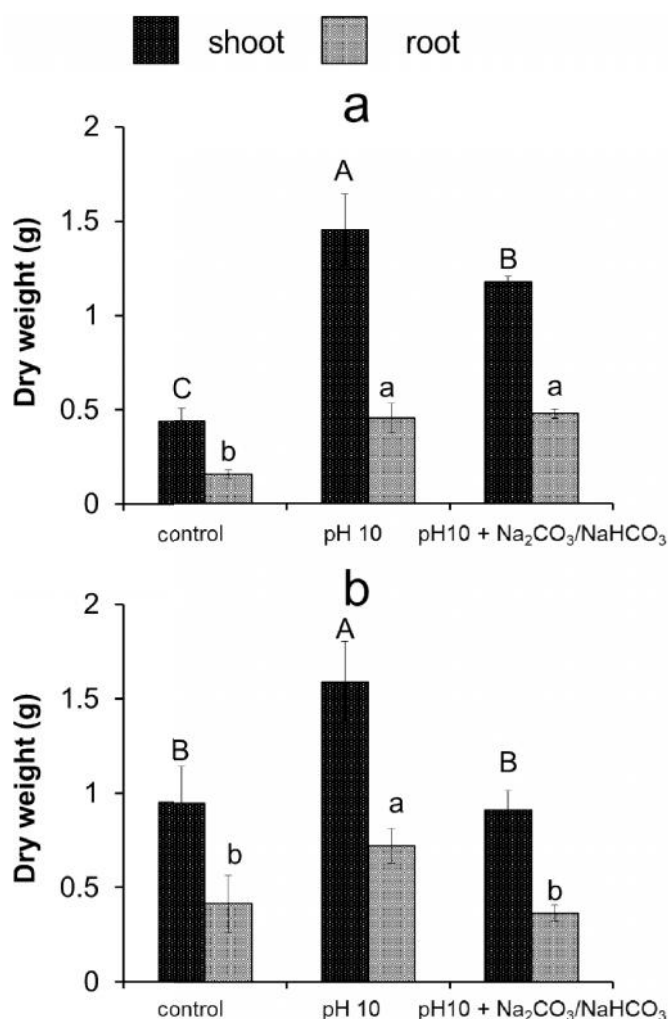 shoot root
a
2
A
1.5
B
1
C
a
a
0.5
b
0
Dry weight (g)
control pH 10 pH10 + Na₂CO₃/NaHCO₃
b
2
A
1.5
B
B
1
a
b
0.5
b
0
Dry weight (g)
control pH 10 pH10 + Na₂CO₃/NaHCO₃